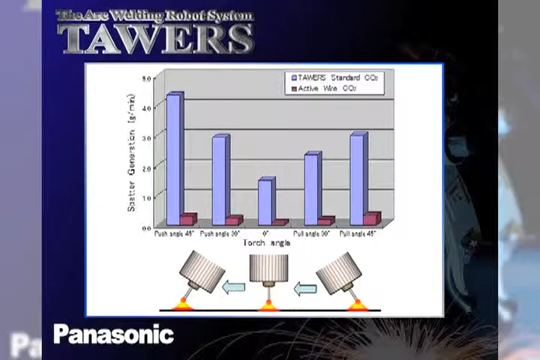 The Arc Welding Robot System
TAWERS
TAWERS Standard CO2
Active Wire CO2
Spatter Generation (g/min)
5.0
4.0
3.0
2.0
1.0
0.0
Push angle 45° Push angle 30° 0° Pull angle 30° Pull angle 45°
Torch angle
Panasonic
Pa